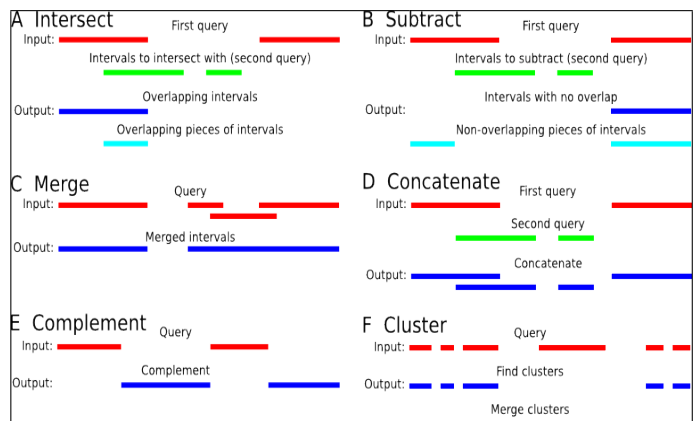 A Intersect
First query
Input:
Intervals to intersect with (second query)
Overlapping intervals
Output:
Overlapping pieces of intervals
B Subtract
First query
Input:
Intervals to subtract (second query)
Intervals with no overlap
Output:
Non-overlapping pieces of intervals
C Merge
Query
Input:
Merged intervals
Output:
D Concatenate
First query
Input:
Second query
Concatenate
Output:
E Complement
Query
Input:
Complement
Output:
F Cluster
Query
Input:
Find clusters
Output:
Merge clusters